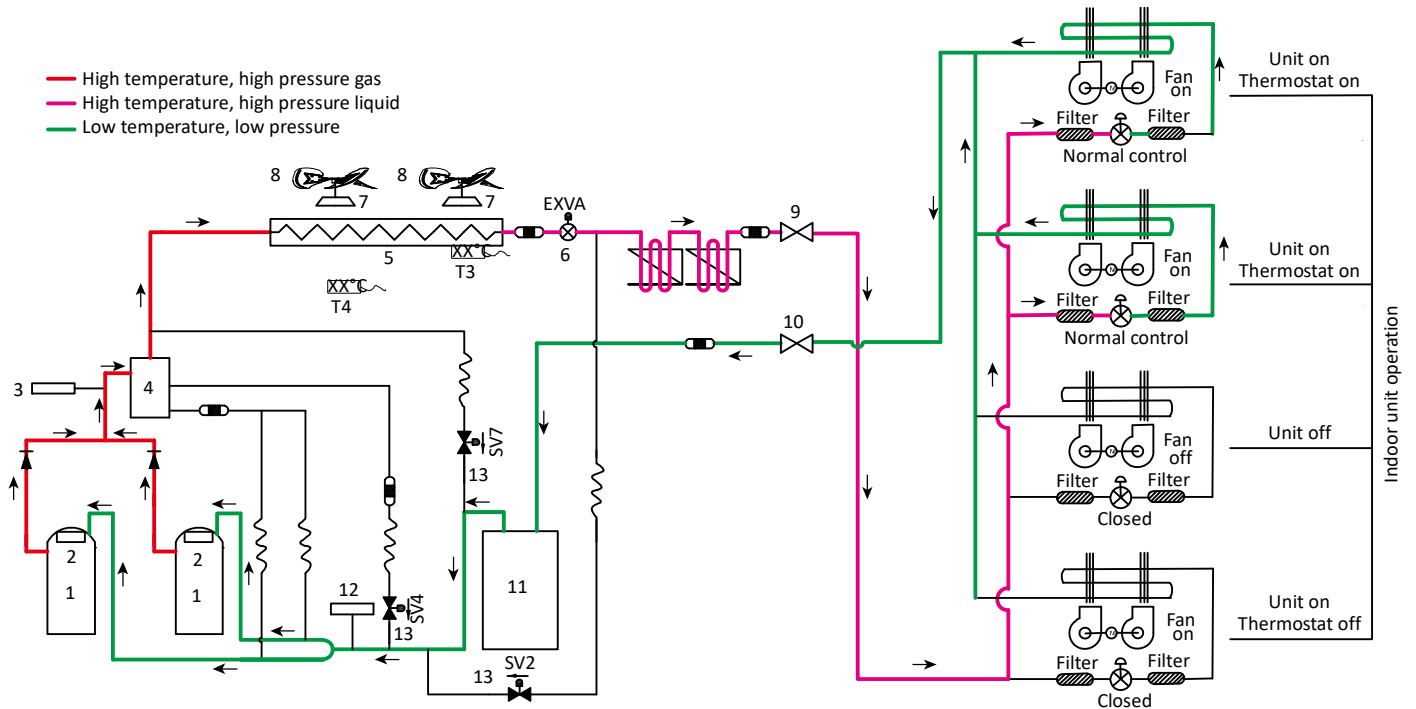 High temperature, high pressure gas
High temperature, high pressure liquid
Low temperature, low pressure
8
7
8
7
5
XX°C
T3
XX°C
T4
EXVA
6
9
10
3
4
SV7
13
2
1
2
1
12
SV4
13
11
SV2
13
Fan
on
Filter
Filter
Normal control
Unit on
Thermostat on
Fan
on
Filter
Filter
Normal control
Unit on
Thermostat on
Fan
off
Filter
Filter
Closed
Unit off
Fan
on
Filter
Filter
Closed
Unit on
Thermostat off
Indoor unit operation